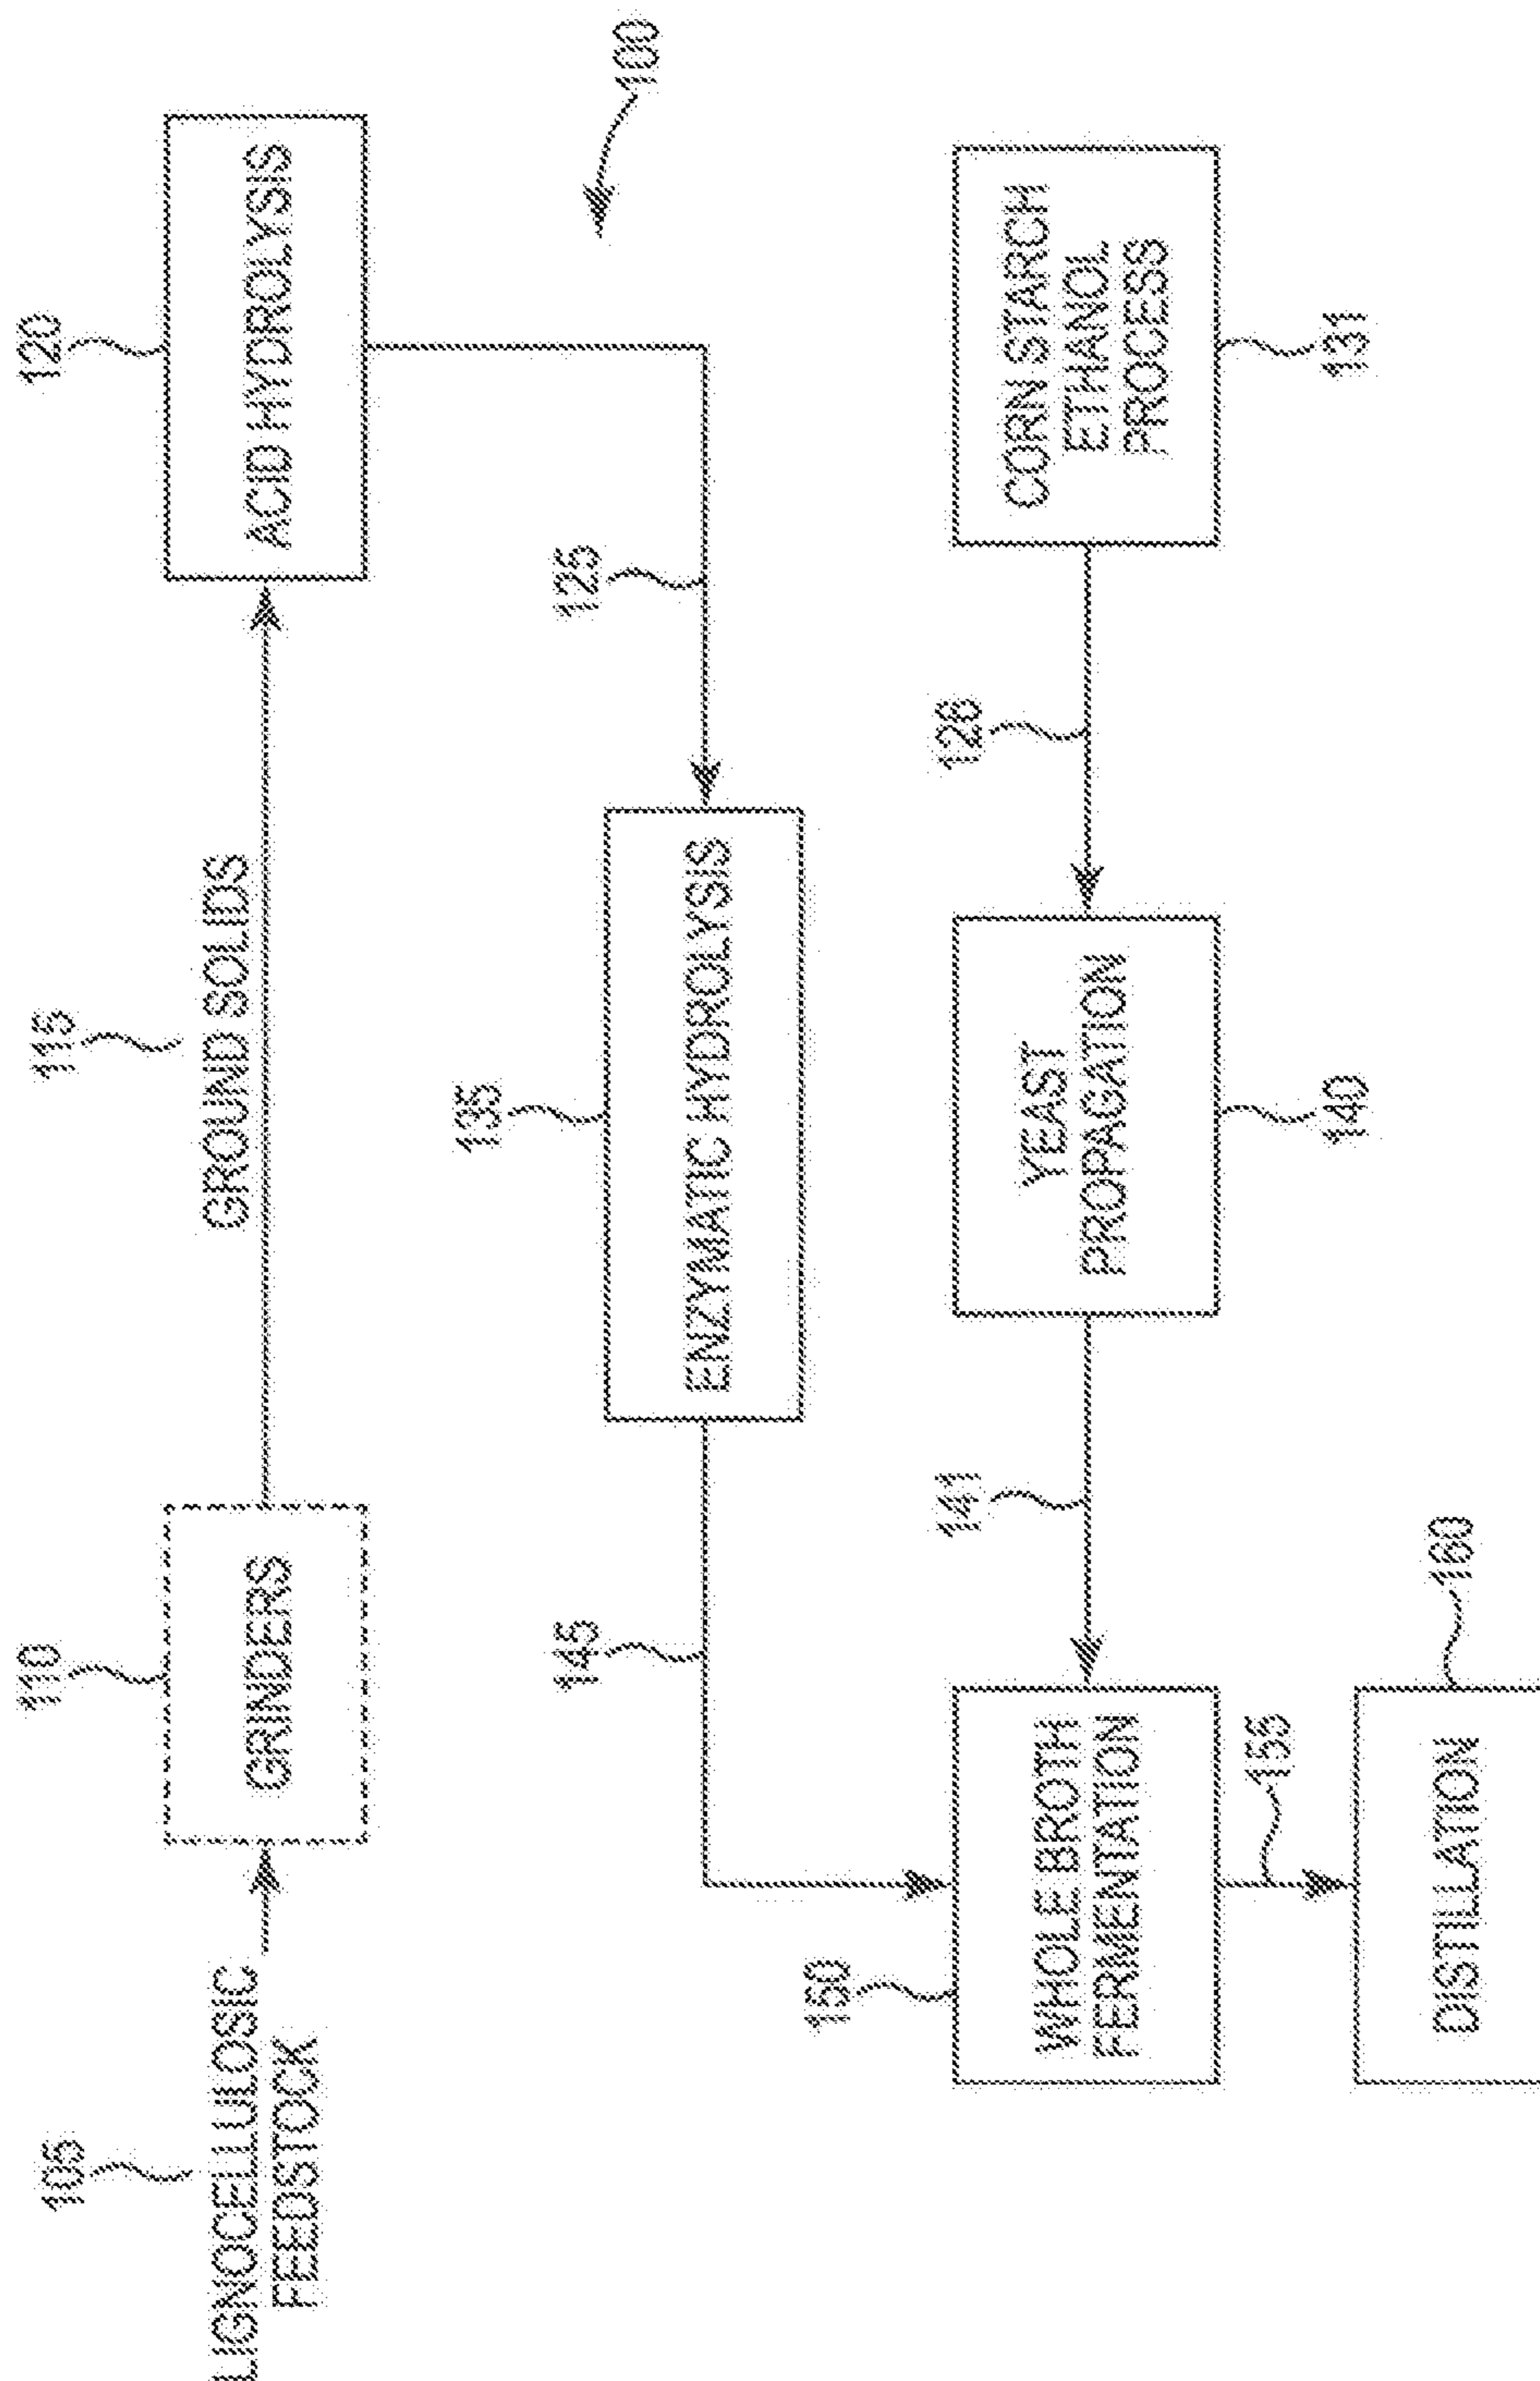 105
LIGNOCELLULOSIC
FEEDSTOCK
110
GRINDERS
115
GROUND SOLIDS
120
ACID HYDROLYSIS
100
125
135
ENZYMATIC HYDROLYSIS
145
150
WHOLE BROTH
FERMENTATION
141
YEAST
PROPAGATION
140
128
CORN STARCH
ETHANOL
PROCESS
131
155
DISTILLATION
160